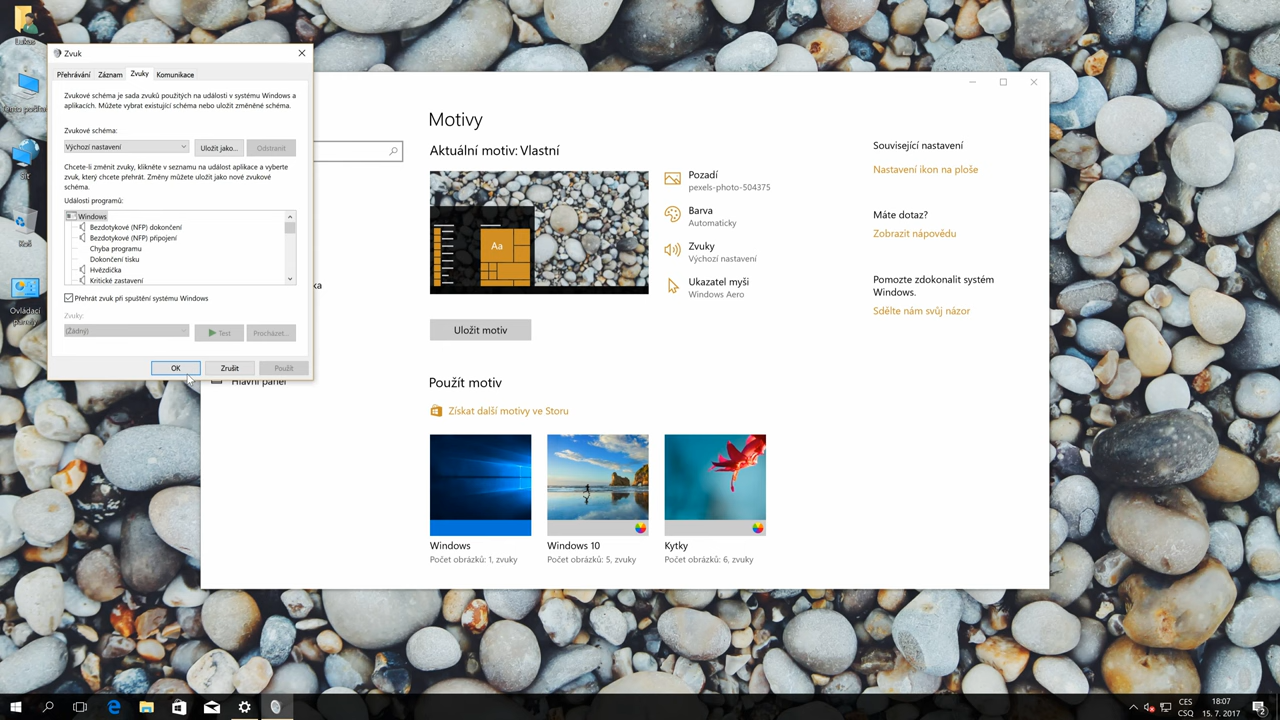 Lukas
Tento počítač
Síť
Koš
Ovládací
panely
Zvuk
Přehrávání
Záznam
Zvuky
Komunikace
Zvukové schéma je sada zvuků použitých na události v systému Windows a
aplikacích. Můžete vybrat existující schéma nebo uložit změněné schéma.
Zvukové schéma:
Výchozí nastavení
Uložit jako...
Odstranit
Chcete-li změnit zvuky, klikněte v seznamu na událost aplikace a vyberte
zvuk, který chcete přehrát. Změny můžete uložit jako nové zvukové
schéma.
Události programů:
Windows
Bezdotykové (NFP) dokončení
Bezdotykové (NFP) připojení
Chyba programu
Dokončení tisku
Hvězdička
Kritické zastavení
Přehrát zvuk při spuštění systému Windows
Zvuky:
(Žádný)
Test
Procházet...
OK
Zrušit
Použít
Hlavní panel
Motivy
Aktuální motiv: Vlastní
Aa
Pozadí
pexels-photo-504375
Barva
Automaticky
Zvuky
Výchozí nastavení
Ukazatel myši
Windows Aero
Uložit motiv
Použít motiv
Získat další motivy ve Storu
Windows
Počet obrázků: 1, zvuky
Windows 10
Počet obrázků: 5, zvuky
Kytky
Počet obrázků: 6, zvuky
Související nastavení
Nastavení ikon na ploše
Máte dotaz?
Zobrazit nápovědu
Pomozte zdokonalit systém
Windows.
Sdělte nám svůj názor
CES
CSQ
18:07
15. 7. 2017
2